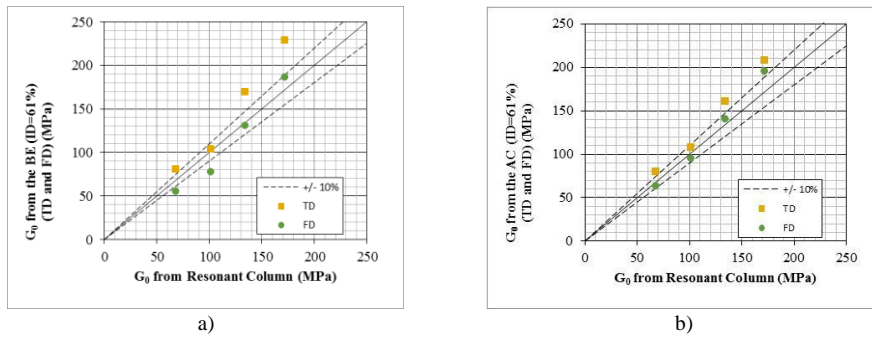 G₀ from the BE (ID=61%)
(TD and FD) (MPa)
250
200
150
100
50
0
+/- 10%
TD
FD
0 50 100 150 200 250
G₀ from Resonant Column (MPa)
a)
G₀ from the AC (ID=61%)
(TD and FD) (MPa)
250
200
150
100
50
0
+/- 10%
TD
FD
0 50 100 150 200 250
G₀ from Resonant Column (MPa)
b)